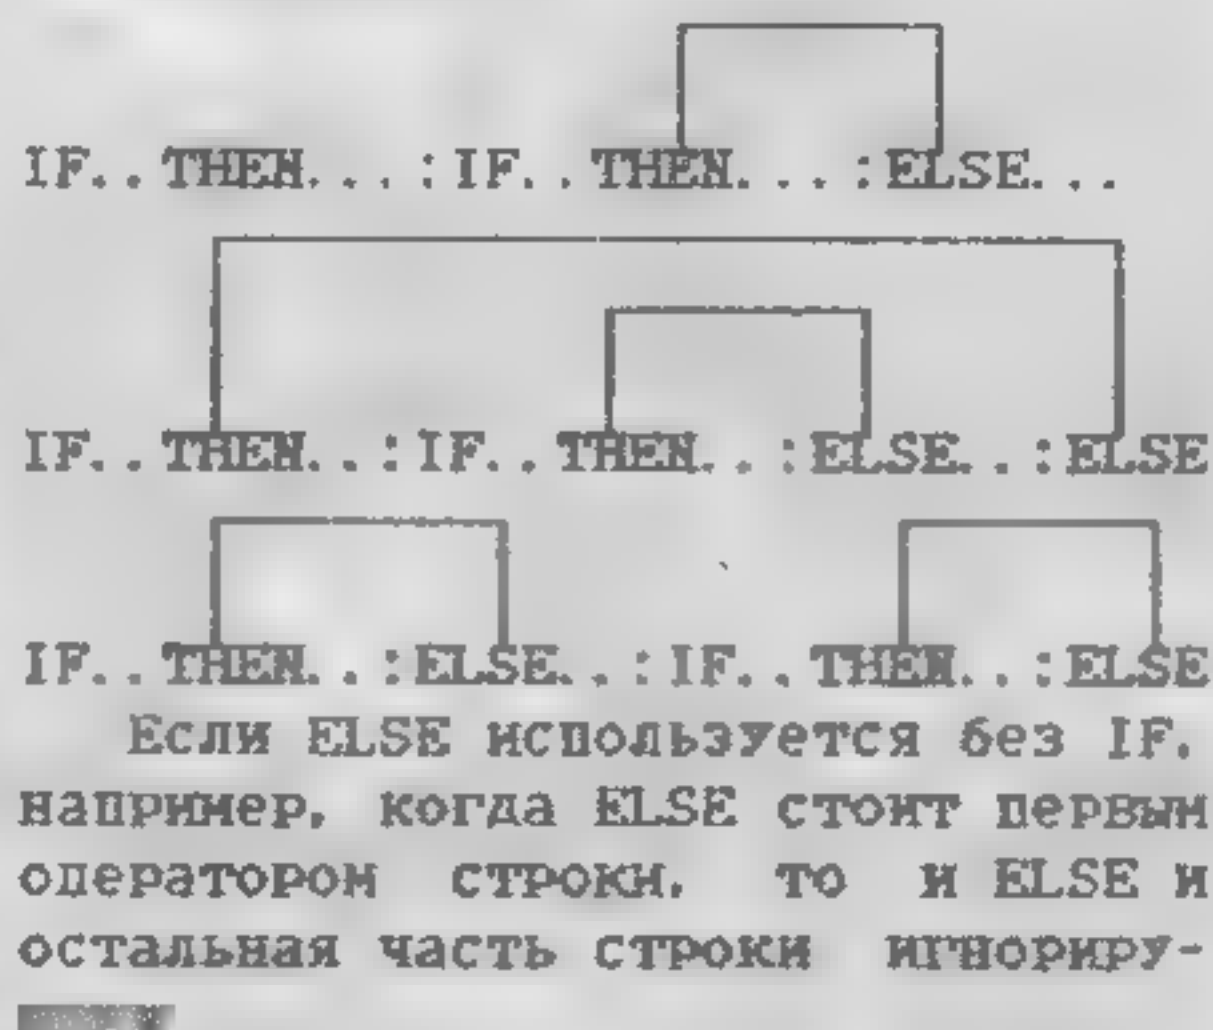 IF..THEN...:IF..THEN...:ELSE...
IF..THEN..:IF..THEN..:ELSE..:ELSE
IF..THEN..:ELSE..:IF..THEN..:ELSE
Если ELSE используется без IF,
например, когда ELSE стоит первым
оператором строки, то и ELSE и
остальная часть строки игнориру-